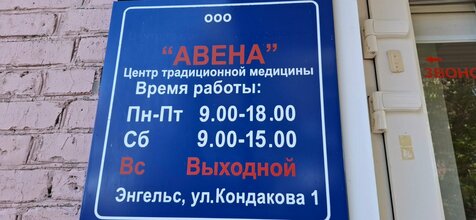 ООО
“АВЕНА”
Центр традиционной медицины
Время работы:
Пн-Пт 9.00-18.00
Сб 9.00-15.00
Вс Выходной
Энгельс, ул.Кондакова 1
ЗВОНО